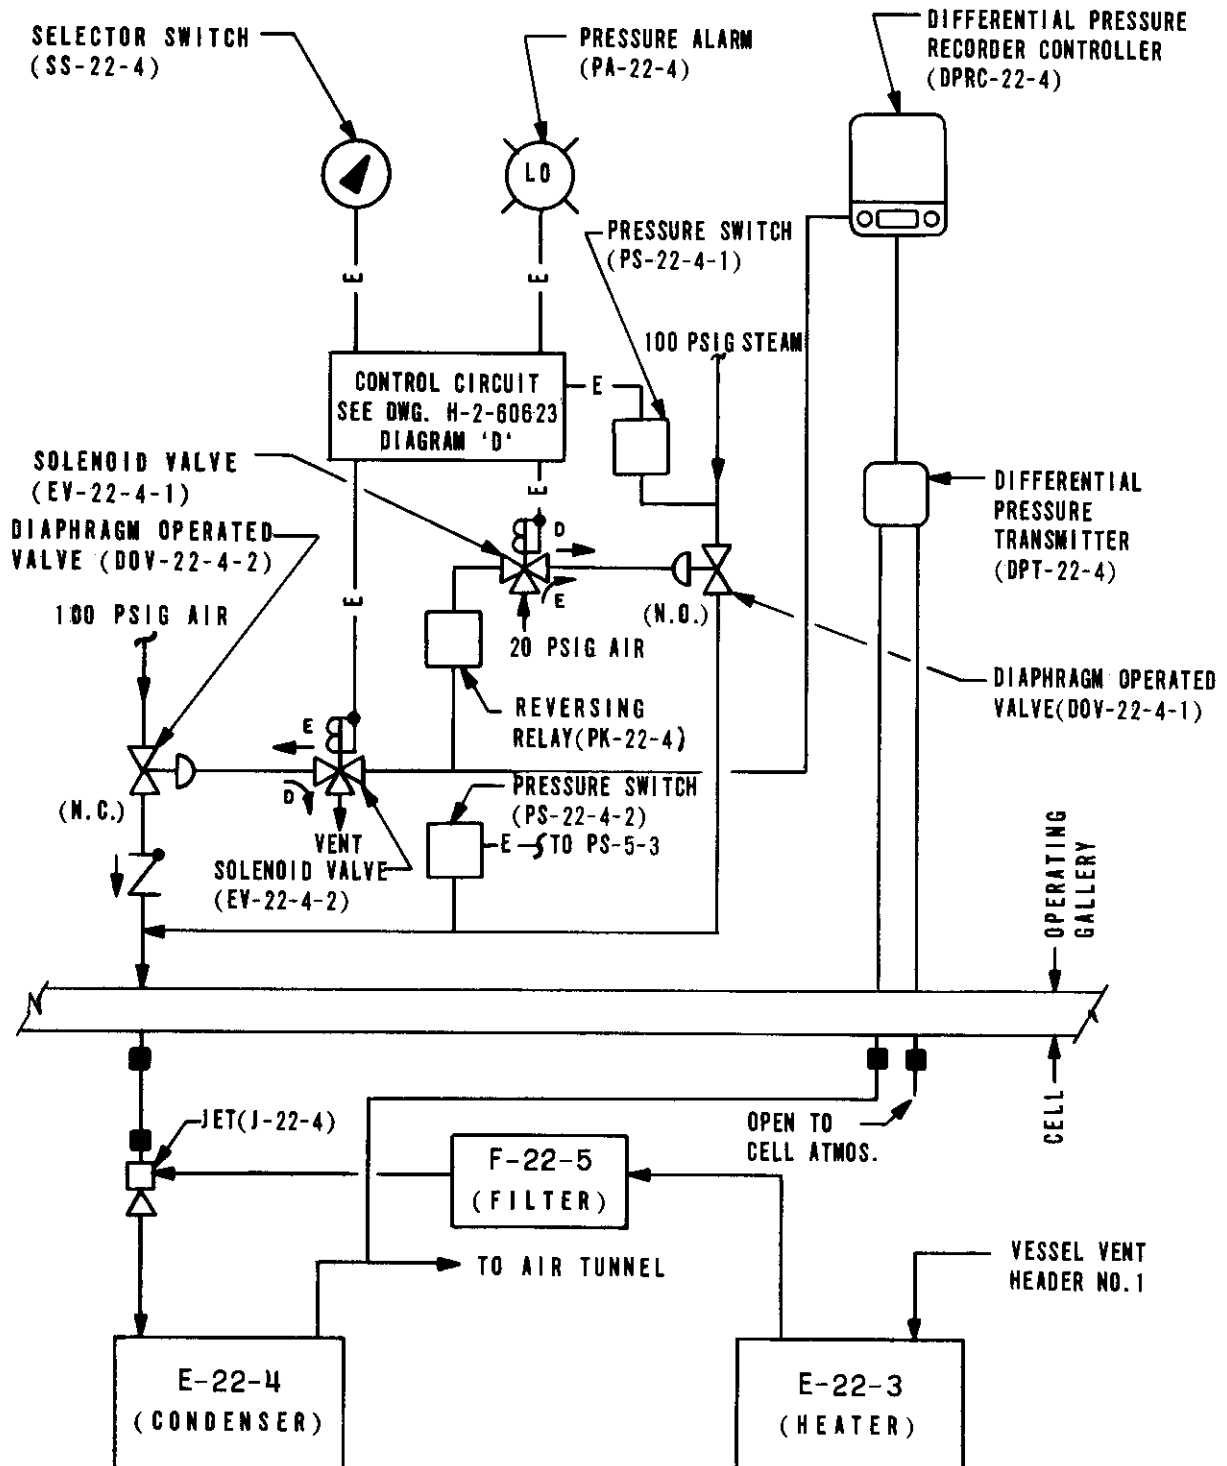 SELECTOR SWITCH
(SS-22-4)
PRESSURE ALARM
(PA-22-4)
DIFFERENTIAL PRESSURE
RECORDER CONTROLLER
(DPRC-22-4)
LO
PRESSURE SWITCH
(PS-22-4-1)
E
E
100 PSIG STEAM
CONTROL CIRCUIT
SEE DWG. H-2-60623
DIAGRAM 'D'
E
SOLENOID VALVE
(EV-22-4-1)
E
DIFFERENTIAL
PRESSURE
TRANSMITTER
(DPT-22-4)
DIAPHRAGM OPERATED
VALVE (DOV-22-4-2)
D
E
E
(N.O.)
100 PSIG AIR
20 PSIG AIR
DIAPHRAGM OPERATED
VALVE(DOV-22-4-1)
REVERSING
RELAY(PK-22-4)
E
D
(N.C.)
PRESSURE SWITCH
(PS-22-4-2)
E
TO PS-5-3
VENT
SOLENOID VALVE
(EV-22-4-2)
OPERATING
GALLERY
CELL
JET(J-22-4)
OPEN TO
CELL ATMOS.
F-22-5
(FILTER)
TO AIR TUNNEL
VESSEL VENT
HEADER NO.1
E-22-4
(CONDENSER)
E-22-3
(HEATER)